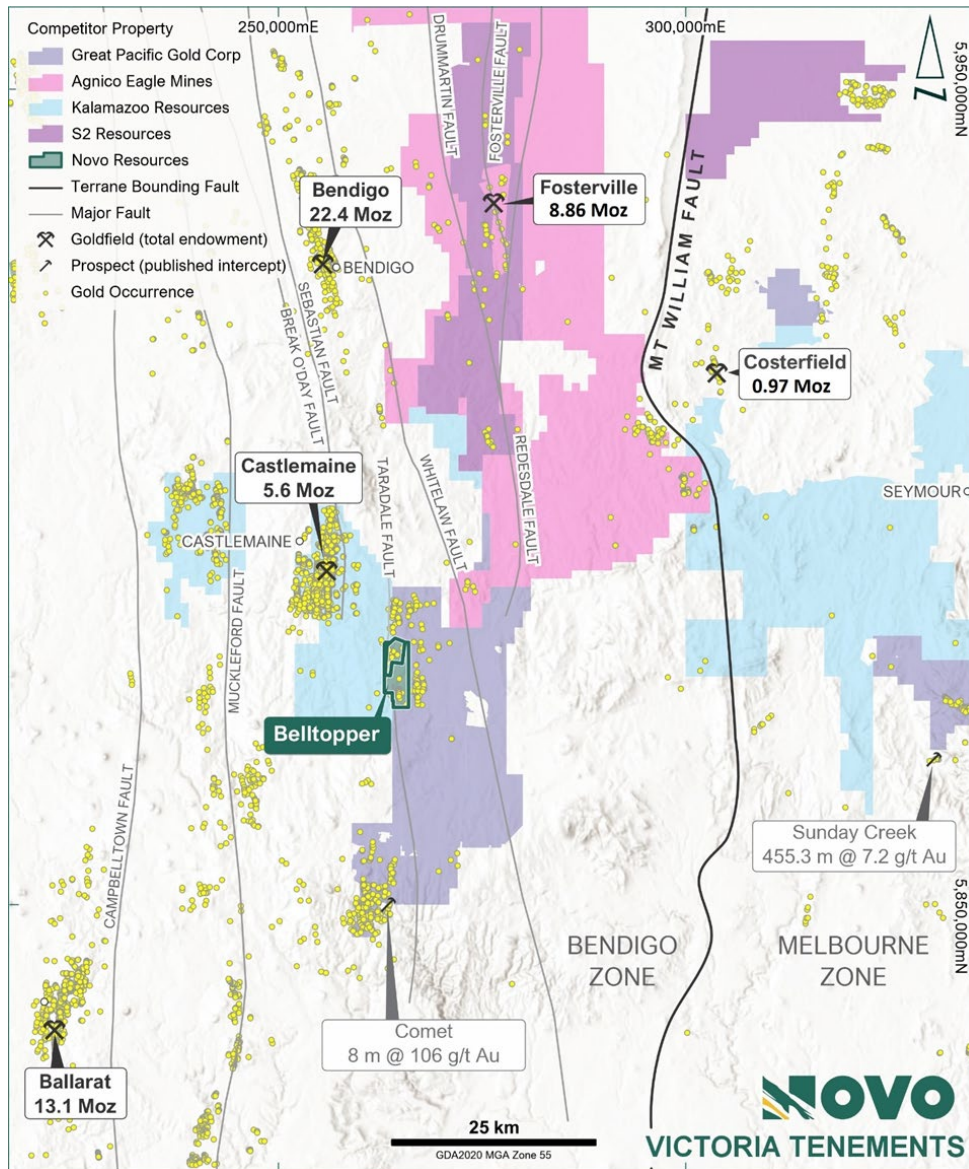 Competitor Property
Great Pacific Gold Corp
Agnico Eagle Mines
Kalamazoo Resources
S2 Resources
Novo Resources
Terrane Bounding Fault
Major Fault
Goldfield (total endowment)
Prospect (published intercept)
Gold Occurrence
250,000mE
300,000mE
5,950,000mN
N
DRUMMARTIN FAULT
FOSTERVILLE FAULT
Bendigo
22.4 Moz
BENDIGO
Fosterville
8.86 Moz
MT WILLIAM FAULT
SEBASTIAN FAULT
BREAK O'DAY FAULT
Costerfield
0.97 Moz
Castlemaine
5.6 Moz
CASTLEMAINE
TARADALE FAULT
WHITELAW FAULT
REDESDALE FAULT
SEYMOUR
MUCKLEFORD FAULT
Belltopper
CAMPBELLTOWN FAULT
Sunday Creek
455.3 m @ 7.2 g/t Au
5,850,000mN
BENDIGO
ZONE
MELBOURNE
ZONE
Comet
8 m @ 106 g/t Au
Ballarat
13.1 Moz
25 km
GDA2020 MGA Zone 55
NOVO
VICTORIA TENEMENTS